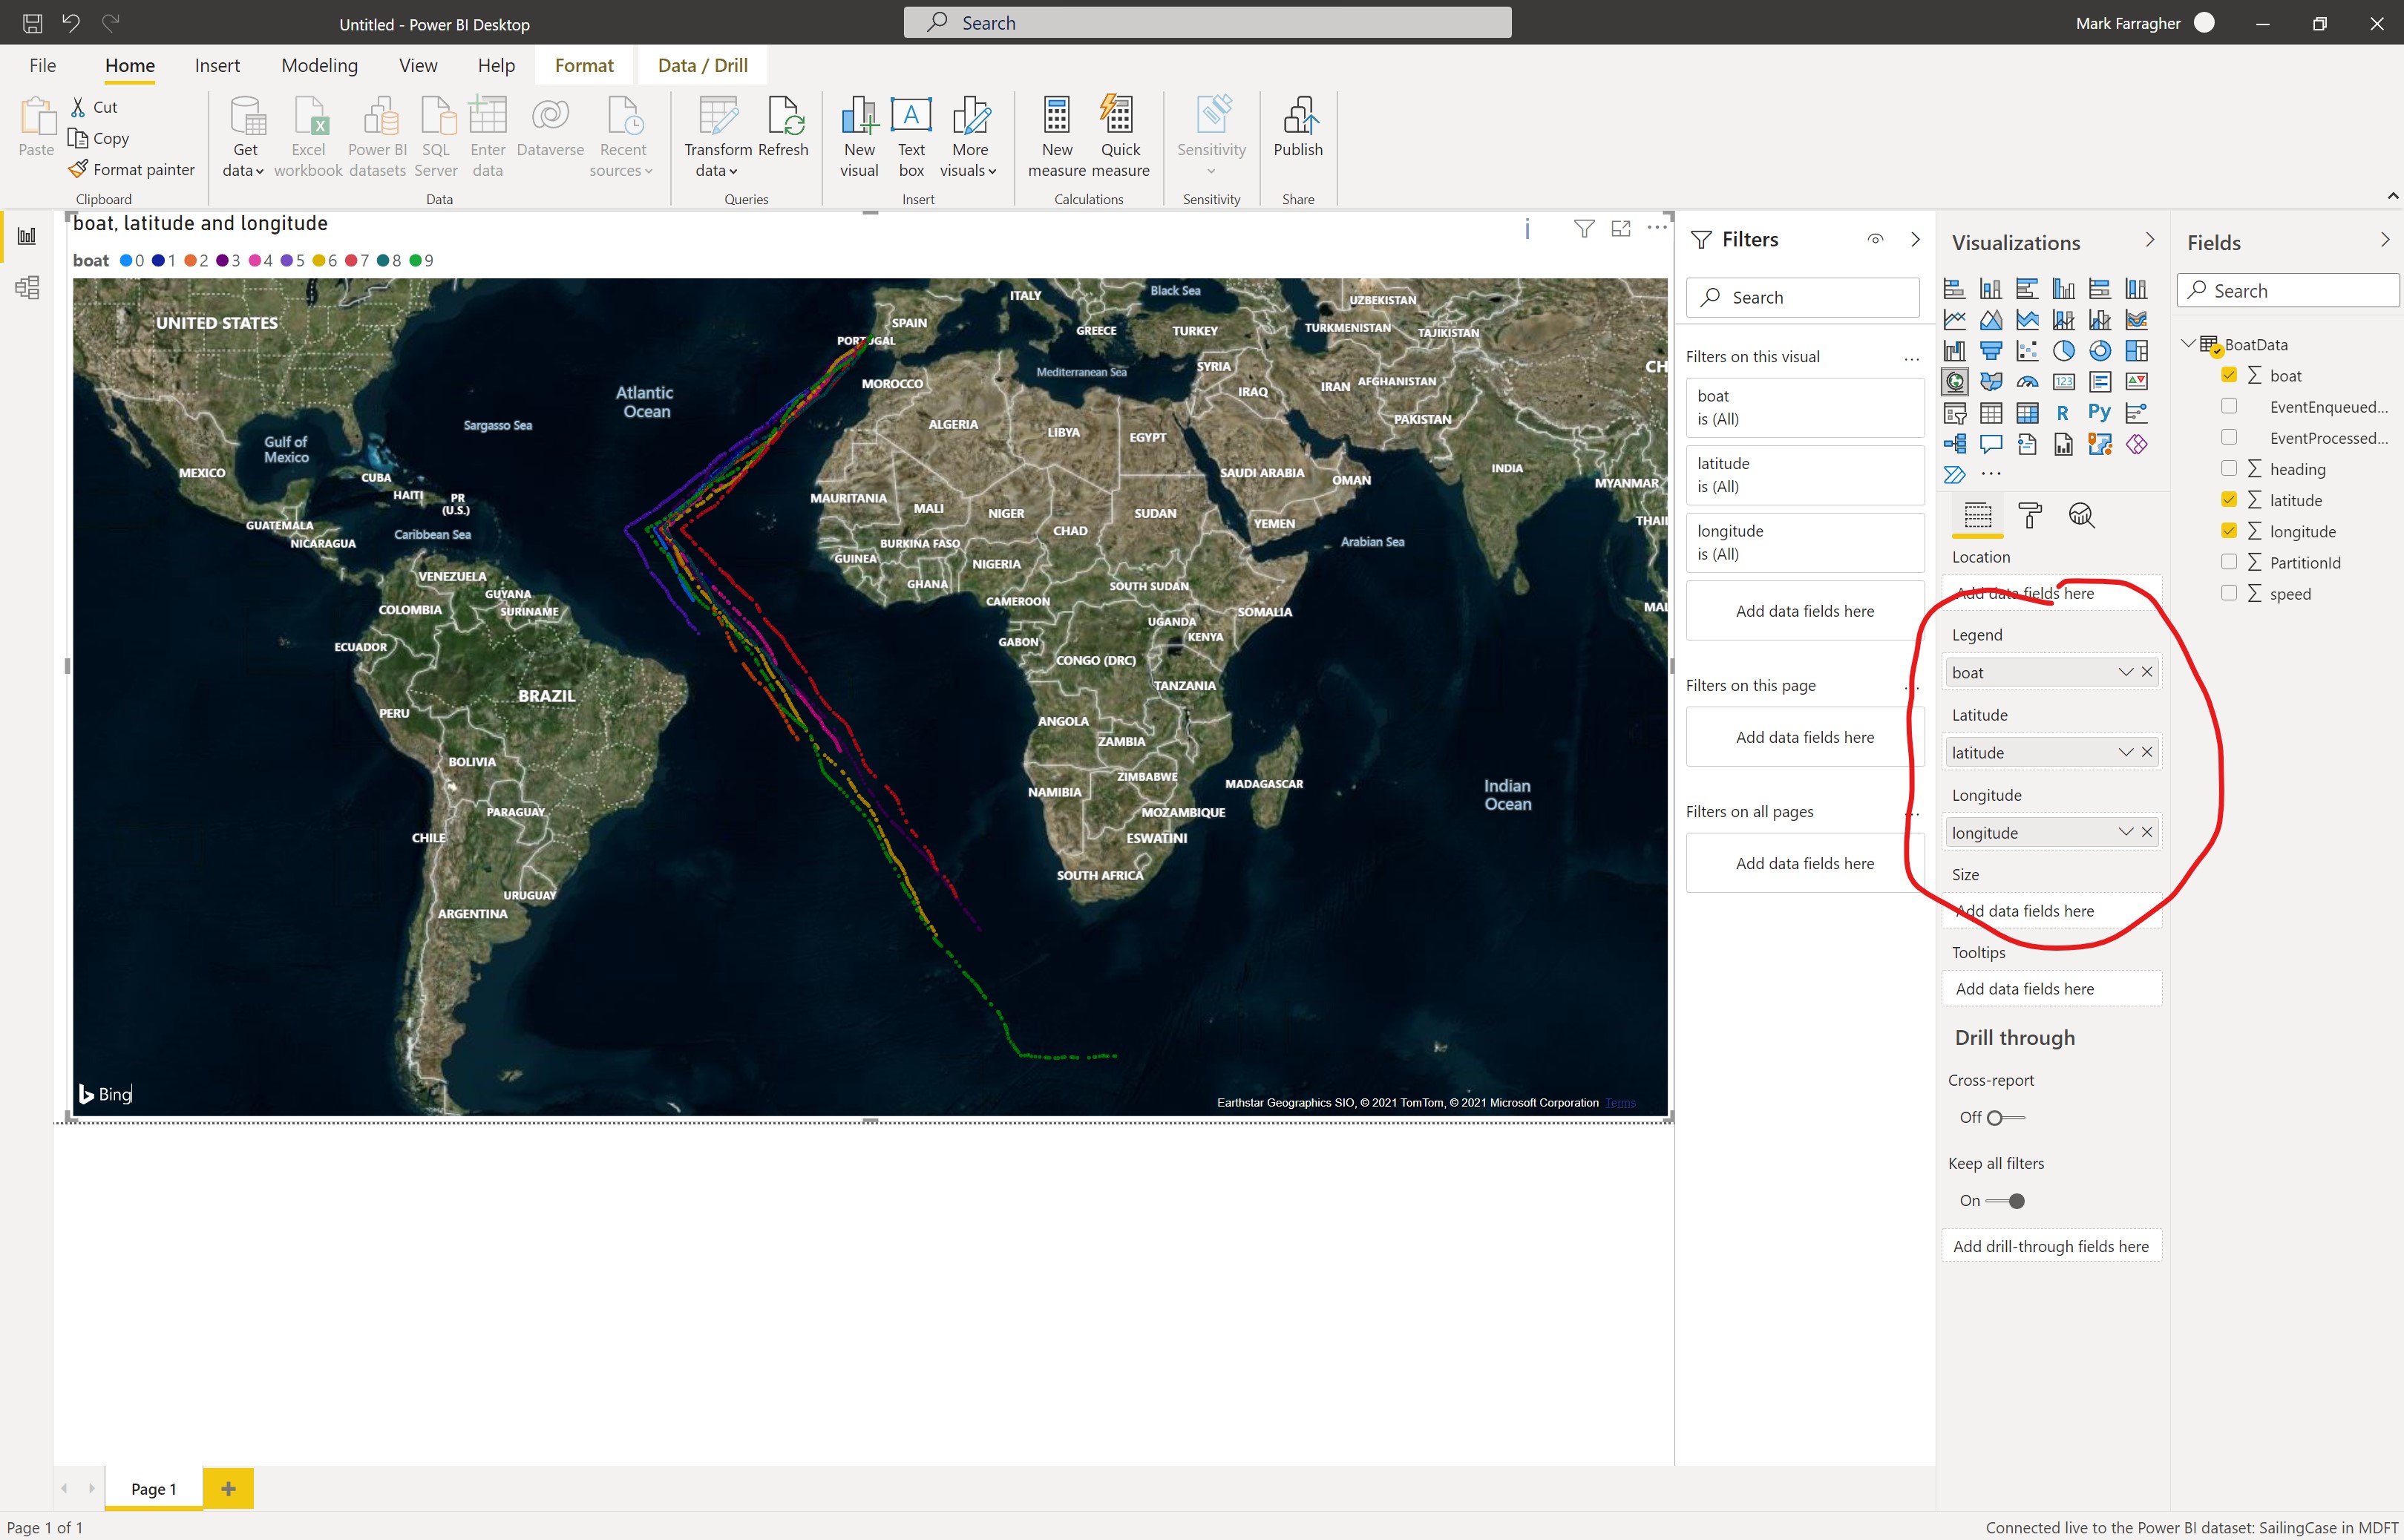 Untitled - Power BI Desktop
Search
Mark Farragher
File Home Insert Modeling View Help Format Data / Drill
Paste
Cut
Copy
Format painter
Clipboard
Get data
Excel workbook
Power BI datasets
SQL Server
Enter data
Dataverse
Recent sources
Data
Transform data
Refresh
Queries
New visual
Text box
More visuals
Insert
New measure
Quick measure
Calculations
Sensitivity
Sensitivity
Publish
Share
boat, latitude and longitude
boat 0 1 2 3 4 5 6 7 8 9
UNITED STATES
Atlantic
Ocean
Sargasso Sea
Gulf of
Mexico
MEXICO
CUBA
HAITI
PR
(U.S.)
GUATEMALA
NICARAGUA
Caribbean Sea
VENEZUELA
GUYANA
SURINAME
COLOMBIA
ECUADOR
BRAZIL
PERU
BOLIVIA
PARAGUAY
CHILE
URUGUAY
ARGENTINA
ITALY
Black Sea
UZBEKISTAN
SPAIN
GREECE
TURKEY
TURKMENISTAN
TAJIKISTAN
PORTUGAL
MOROCCO
Mediterranean Sea
SYRIA
IRAQ
IRAN
AFGHANISTAN
CH
PAKISTAN
ALGERIA
LIBYA
EGYPT
SAUDI ARABIA
OMAN
INDIA
MYANMAR
MAURITANIA
MALI
NIGER
CHAD
SUDAN
YEMEN
THAI
Arabian Sea
BURKINA FASO
GUINEA
GHANA
NIGERIA
CAMEROON
SOUTH SUDAN
SOMALIA
MAL
UGANDA
KENYA
GABON
CONGO (DRC)
TANZANIA
ANGOLA
ZAMBIA
ZIMBABWE
NAMIBIA
MADAGASCAR
MOZAMBIQUE
ESWATINI
SOUTH AFRICA
Indian
Ocean
Bing
Earthstar Geographics SIO, © 2021 TomTom, © 2021 Microsoft Corporation Terms
Filters
Search
Filters on this visual
boat
is (All)
latitude
is (All)
longitude
is (All)
Add data fields here
Filters on this page
Add data fields here
Filters on all pages
Add data fields here
Visualizations
123
R
Py
Location
Add data fields here
Legend
boat
Latitude
latitude
Longitude
longitude
Size
Add data fields here
Tooltips
Add data fields here
Drill through
Cross-report
Off
Keep all filters
On
Add drill-through fields here
Fields
Search
BoatData
boat
EventEnqueued...
EventProcessed...
heading
latitude
longitude
PartitionId
speed
Page 1
Page 1 of 1
Connected live to the Power BI dataset: SailingCase in MDFT